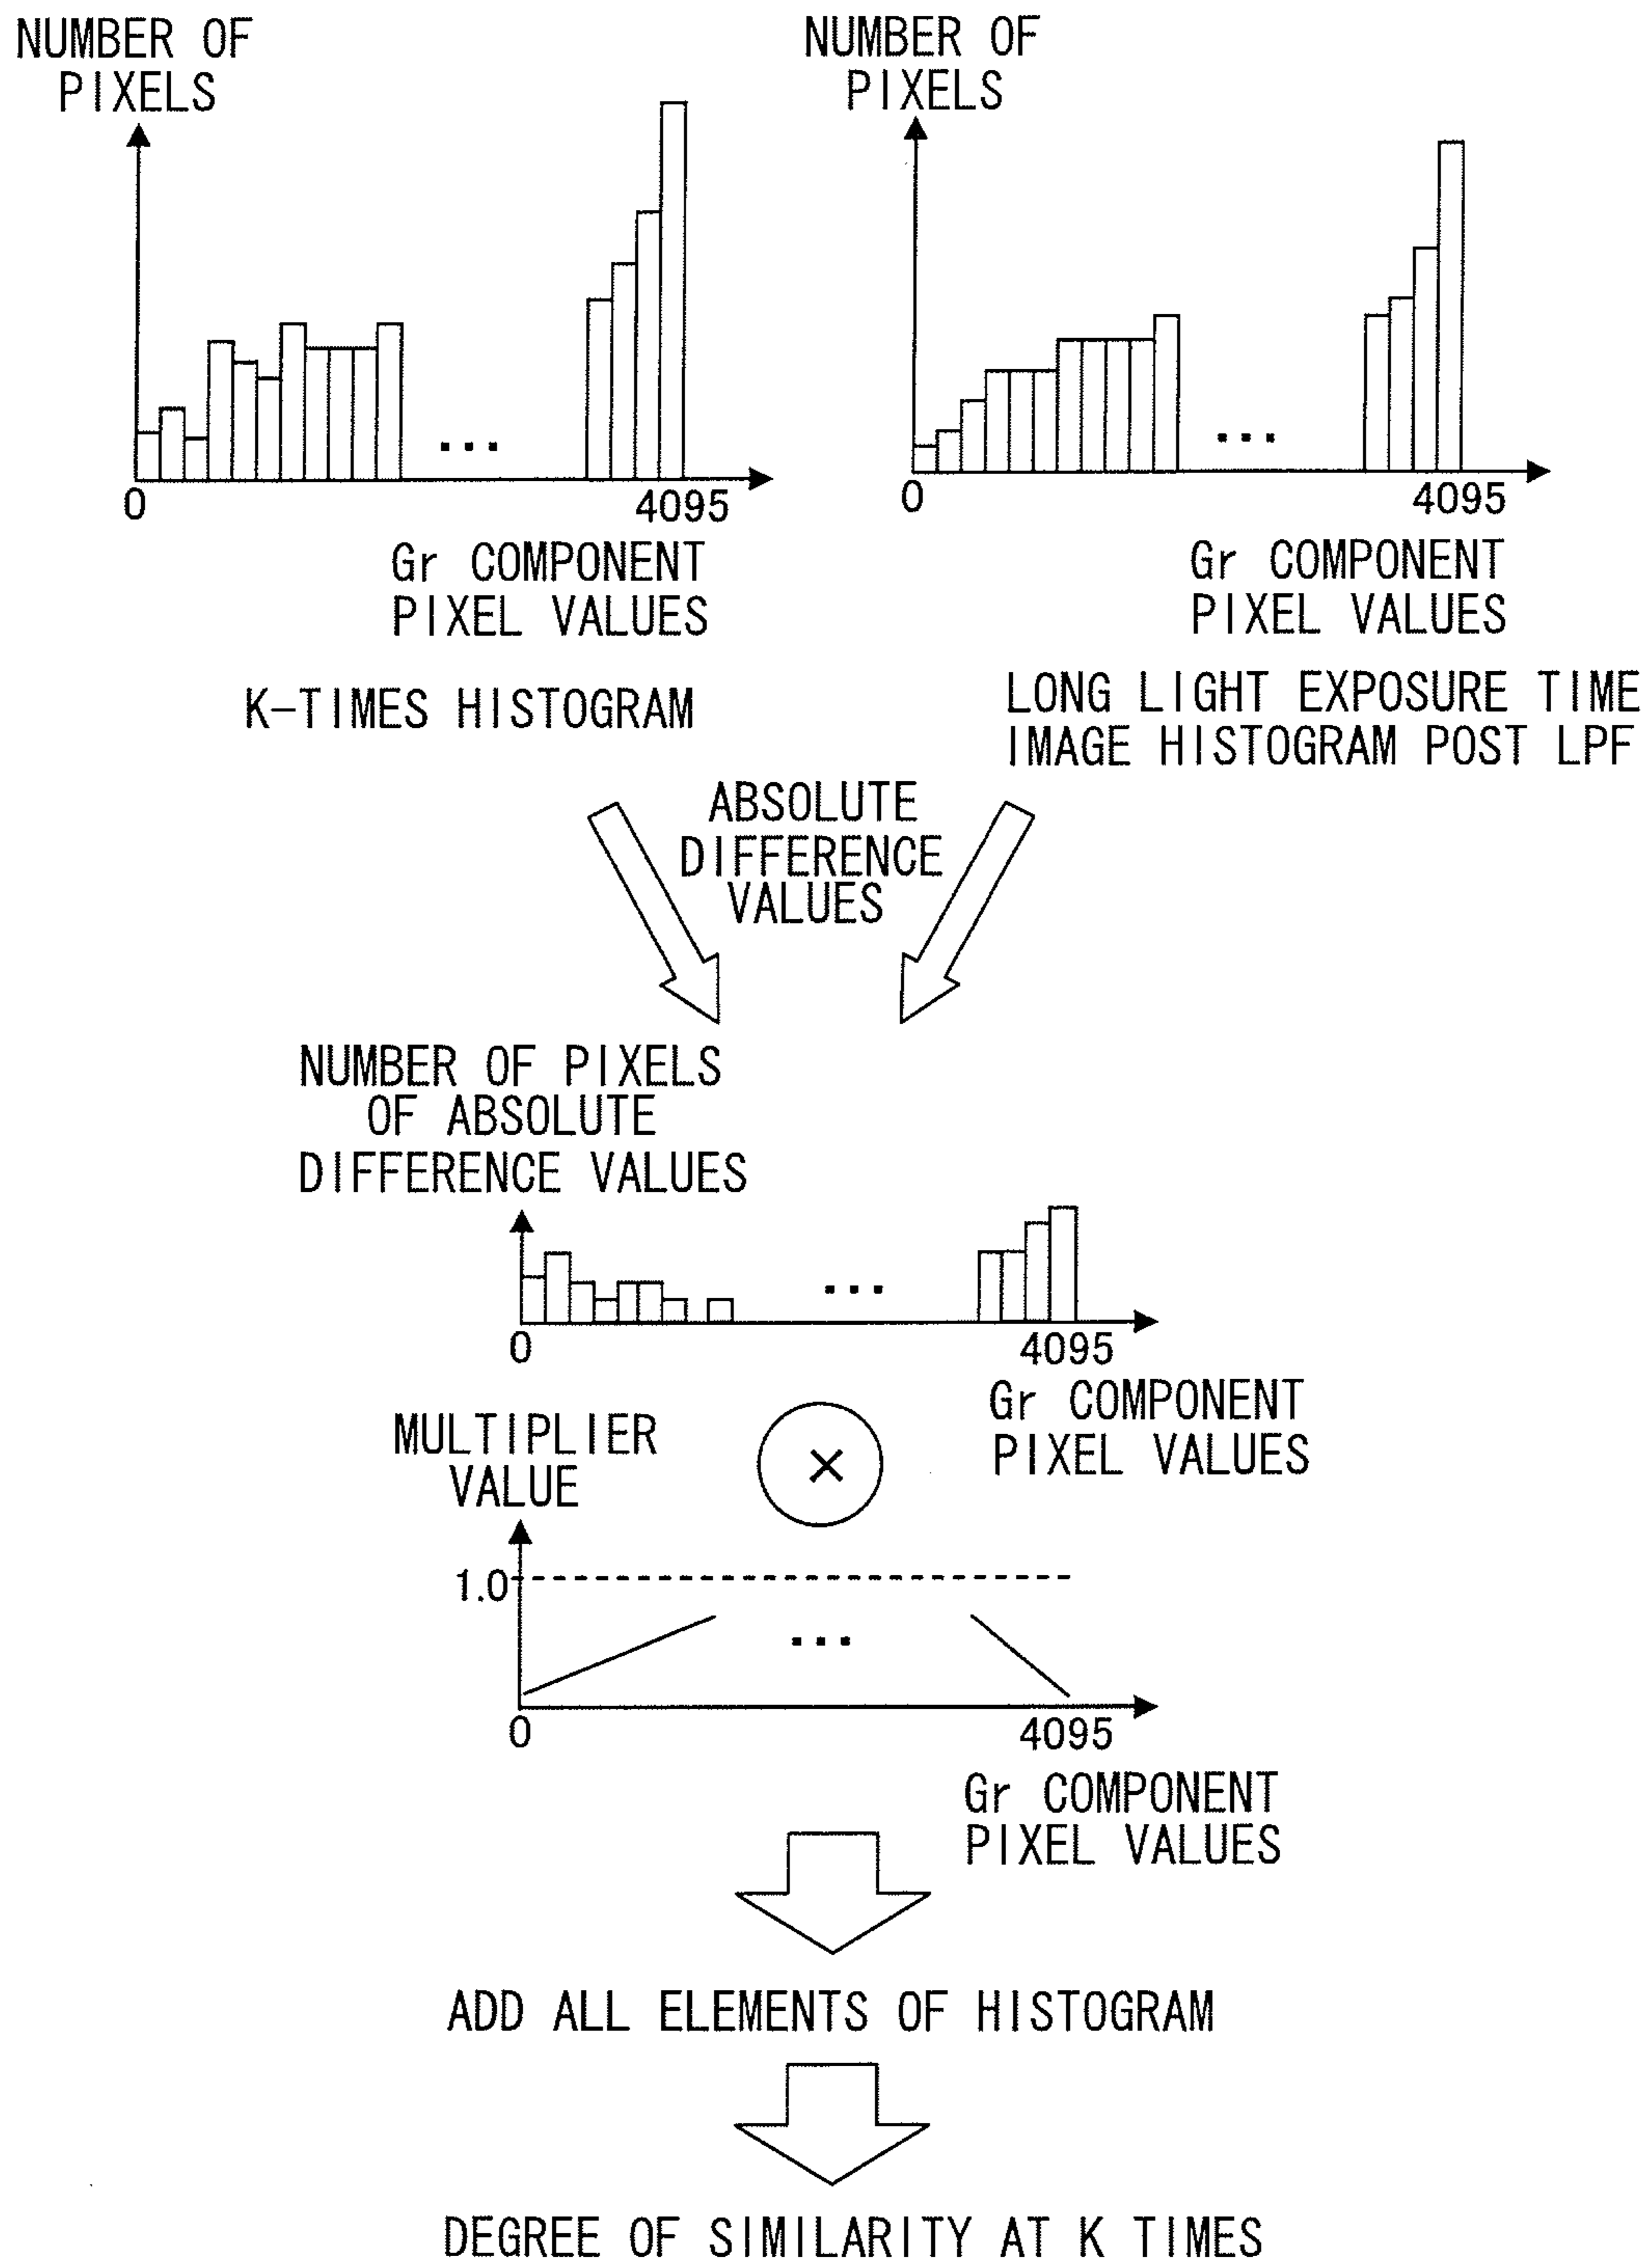 NUMBER OF
PIXELS
NUMBER OF
PIXELS
...
0
4095
Gr COMPONENT
PIXEL VALUES
...
0
4095
Gr COMPONENT
PIXEL VALUES
K-TIMES HISTOGRAM
LONG LIGHT EXPOSURE TIME
IMAGE HISTOGRAM POST LPF
ABSOLUTE
DIFFERENCE
VALUES
NUMBER OF PIXELS
OF ABSOLUTE
DIFFERENCE VALUES
...
0
4095
Gr COMPONENT
PIXEL VALUES
MULTIPLIER
VALUE
×
1.0
...
0
4095
Gr COMPONENT
PIXEL VALUES
ADD ALL ELEMENTS OF HISTOGRAM
DEGREE OF SIMILARITY AT K TIMES